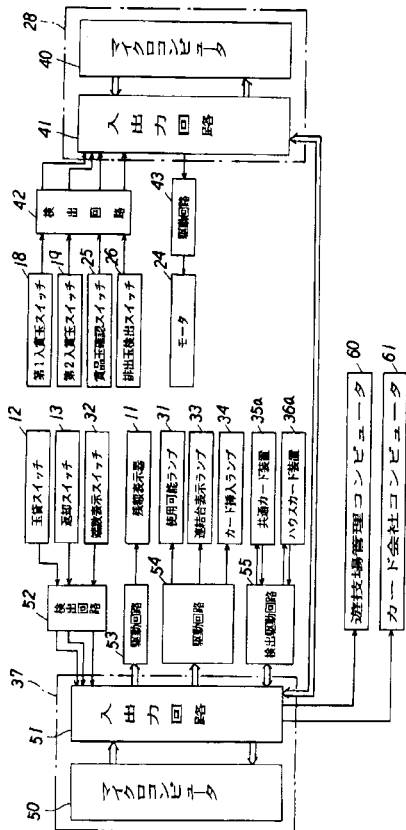 37
50
マイクロコンピュータ
51
入出力回路
52
検出回路
53
駆動回路
54
駆動回路
55
検出駆動回路
12
玉貸スイッチ
13
返却スイッチ
32
端数表示スイッチ
11
残額表示器
31
使用可能ランプ
33
連結台表示ランプ
34
カード挿入ランプ
35a
共通カード装置
36a
ハウスカード装置
18
第1入賞玉スイッチ
19
第2入賞玉スイッチ
25
賞品玉確認スイッチ
26
排出玉検出スイッチ
24
モータ
42
検出回路
43
駆動回路
28
41
入出力回路
40
マイクロコンピュータ
遊技場管理コンピュータ
60
カード会社コンピュータ
61